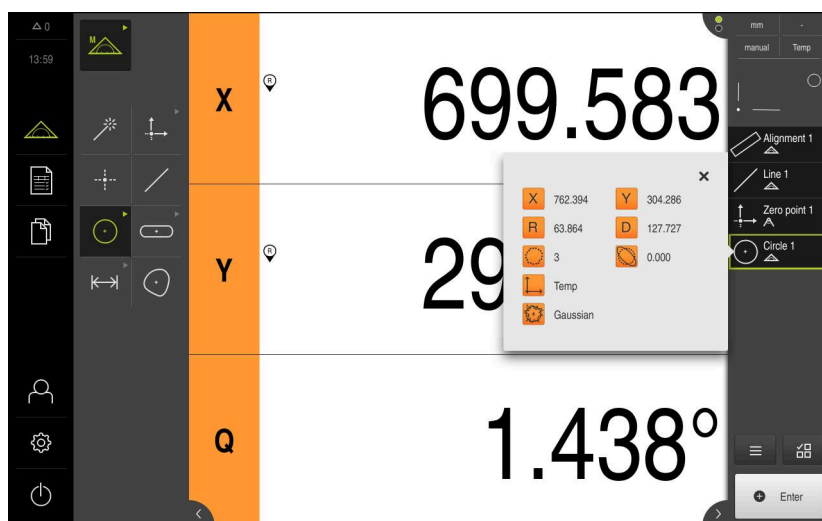 △ 0
13:59
M
X
R
699.583
Y
R
29
Q
1.438°
X 762.394 Y 304.286
R 63.864 D 127.727
3 0.000
Temp
Gaussian
mm -
manual Temp
Alignment 1
Line 1
Zero point 1
Circle 1
Enter